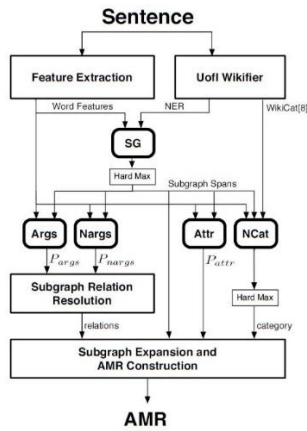 Sentence
Feature Extraction
UofI Wikifier
Word Features
NER
WikiCat[8]
SG
Hard Max
Subgraph Spans
Args
Nargs
Attr
NCat
P_args
P_nargs
P_attr
Subgraph Relation
Resolution
Hard Max
relations
category
Subgraph Expansion and
AMR Construction
AMR